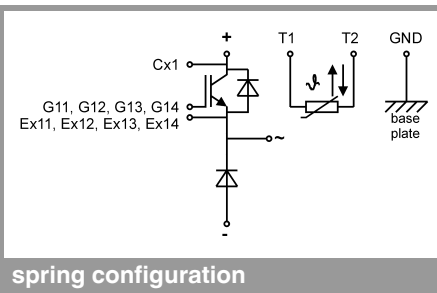 +
T1 T2 GND
Cx1
ϑ
G11, G12, G13, G14
Ex11, Ex12, Ex13, Ex14
base
plate
~
-
spring configuration